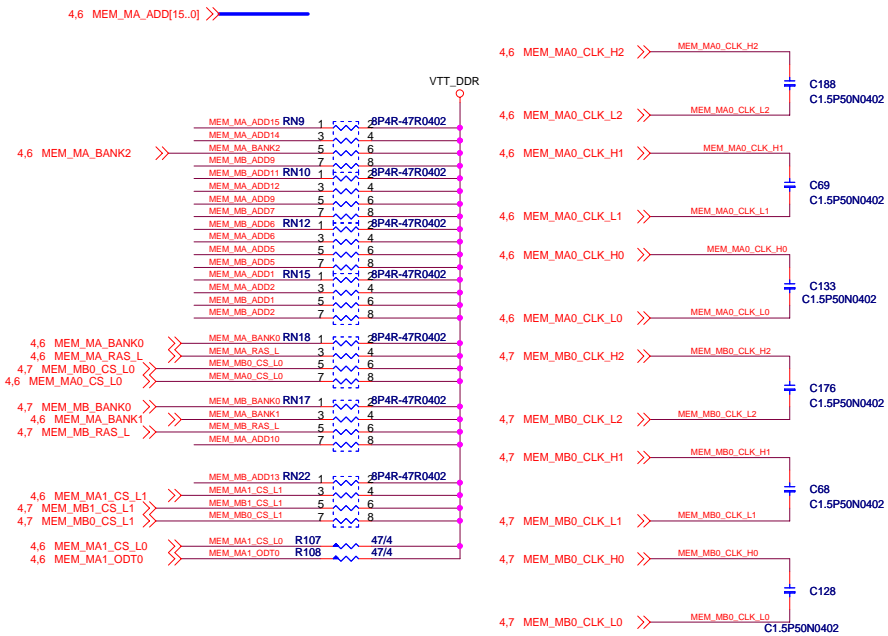 4,6 MEM_MA_ADD[15..0]
VTT_DDR
MEM_MA_ADD15 RN9 1 2 8P4R-47R0402
MEM_MA_ADD14 3 4
4,6 MEM_MA_BANK2 MEM_MA_BANK2 5 6
MEM_MB_ADD9 7 8
MEM_MB_ADD11 RN10 1 2 8P4R-47R0402
MEM_MA_ADD12 3 4
MEM_MA_ADD9 5 6
MEM_MB_ADD7 7 8
MEM_MB_ADD6 RN12 1 2 8P4R-47R0402
MEM_MA_ADD6 3 4
MEM_MA_ADD5 5 6
MEM_MB_ADD5 7 8
MEM_MA_ADD1 RN15 1 2 8P4R-47R0402
MEM_MA_ADD2 3 4
MEM_MB_ADD1 5 6
MEM_MB_ADD2 7 8
4,6 MEM_MA_BANK0 MEM_MA_BANK0 RN18 1 2 8P4R-47R0402
4,6 MEM_MA_RAS_L MEM_MA_RAS_L 3 4
4,7 MEM_MB0_CS_L0 MEM_MB0_CS_L0 5 6
4,6 MEM_MA0_CS_L0 MEM_MA0_CS_L0 7 8
4,7 MEM_MB_BANK0 MEM_MB_BANK0 RN17 1 2 8P4R-47R0402
4,6 MEM_MA_BANK1 MEM_MA_BANK1 3 4
4,7 MEM_MB_RAS_L MEM_MB_RAS_L 5 6
MEM_MA_ADD10 7 8
MEM_MB_ADD13 RN22 1 2 8P4R-47R0402
4,6 MEM_MA1_CS_L1 MEM_MA1_CS_L1 3 4
4,7 MEM_MB1_CS_L1 MEM_MB1_CS_L1 5 6
4,7 MEM_MB0_CS_L1 MEM_MB0_CS_L1 7 8
4,6 MEM_MA1_CS_L0 MEM_MA1_CS_L0 R107 47/4
4,6 MEM_MA1_ODT0 MEM_MA1_ODT0 R108 47/4
4,6 MEM_MA0_CLK_H2 MEM_MA0_CLK_H2
C188
C1.5P50N0402
4,6 MEM_MA0_CLK_L2 MEM_MA0_CLK_L2
4,6 MEM_MA0_CLK_H1 MEM_MA0_CLK_H1
C69
C1.5P50N0402
4,6 MEM_MA0_CLK_L1 MEM_MA0_CLK_L1
4,6 MEM_MA0_CLK_H0 MEM_MA0_CLK_H0
C133
C1.5P50N0402
4,6 MEM_MA0_CLK_L0 MEM_MA0_CLK_L0
4,7 MEM_MB0_CLK_H2 MEM_MB0_CLK_H2
C176
C1.5P50N0402
4,7 MEM_MB0_CLK_L2 MEM_MB0_CLK_L2
4,7 MEM_MB0_CLK_H1 MEM_MB0_CLK_H1
C68
C1.5P50N0402
4,7 MEM_MB0_CLK_L1 MEM_MB0_CLK_L1
4,7 MEM_MB0_CLK_H0 MEM_MB0_CLK_H0
C128
4,7 MEM_MB0_CLK_L0 MEM_MB0_CLK_L0
C1.5P50N0402